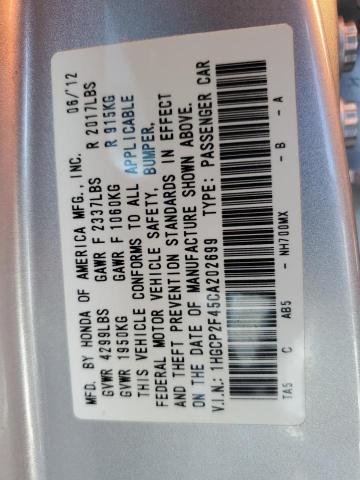 MFD. BY HONDA OF AMERICA MFG., INC. 06/12
GVWR 4299LBS GAWR F 2337LBS R 2017LBS
GVWR 1950KG GAWR F 1060KG R 915KG
THIS VEHICLE CONFORMS TO ALL APPLICABLE
FEDERAL MOTOR VEHICLE SAFETY, BUMPER,
AND THEFT PREVENTION STANDARDS IN EFFECT
ON THE DATE OF MANUFACTURE SHOWN ABOVE.
V.I.N.: 1HGCP2F45CA202699 PASSENGER CAR
TA5 C AB5 - NH700MX - B - A